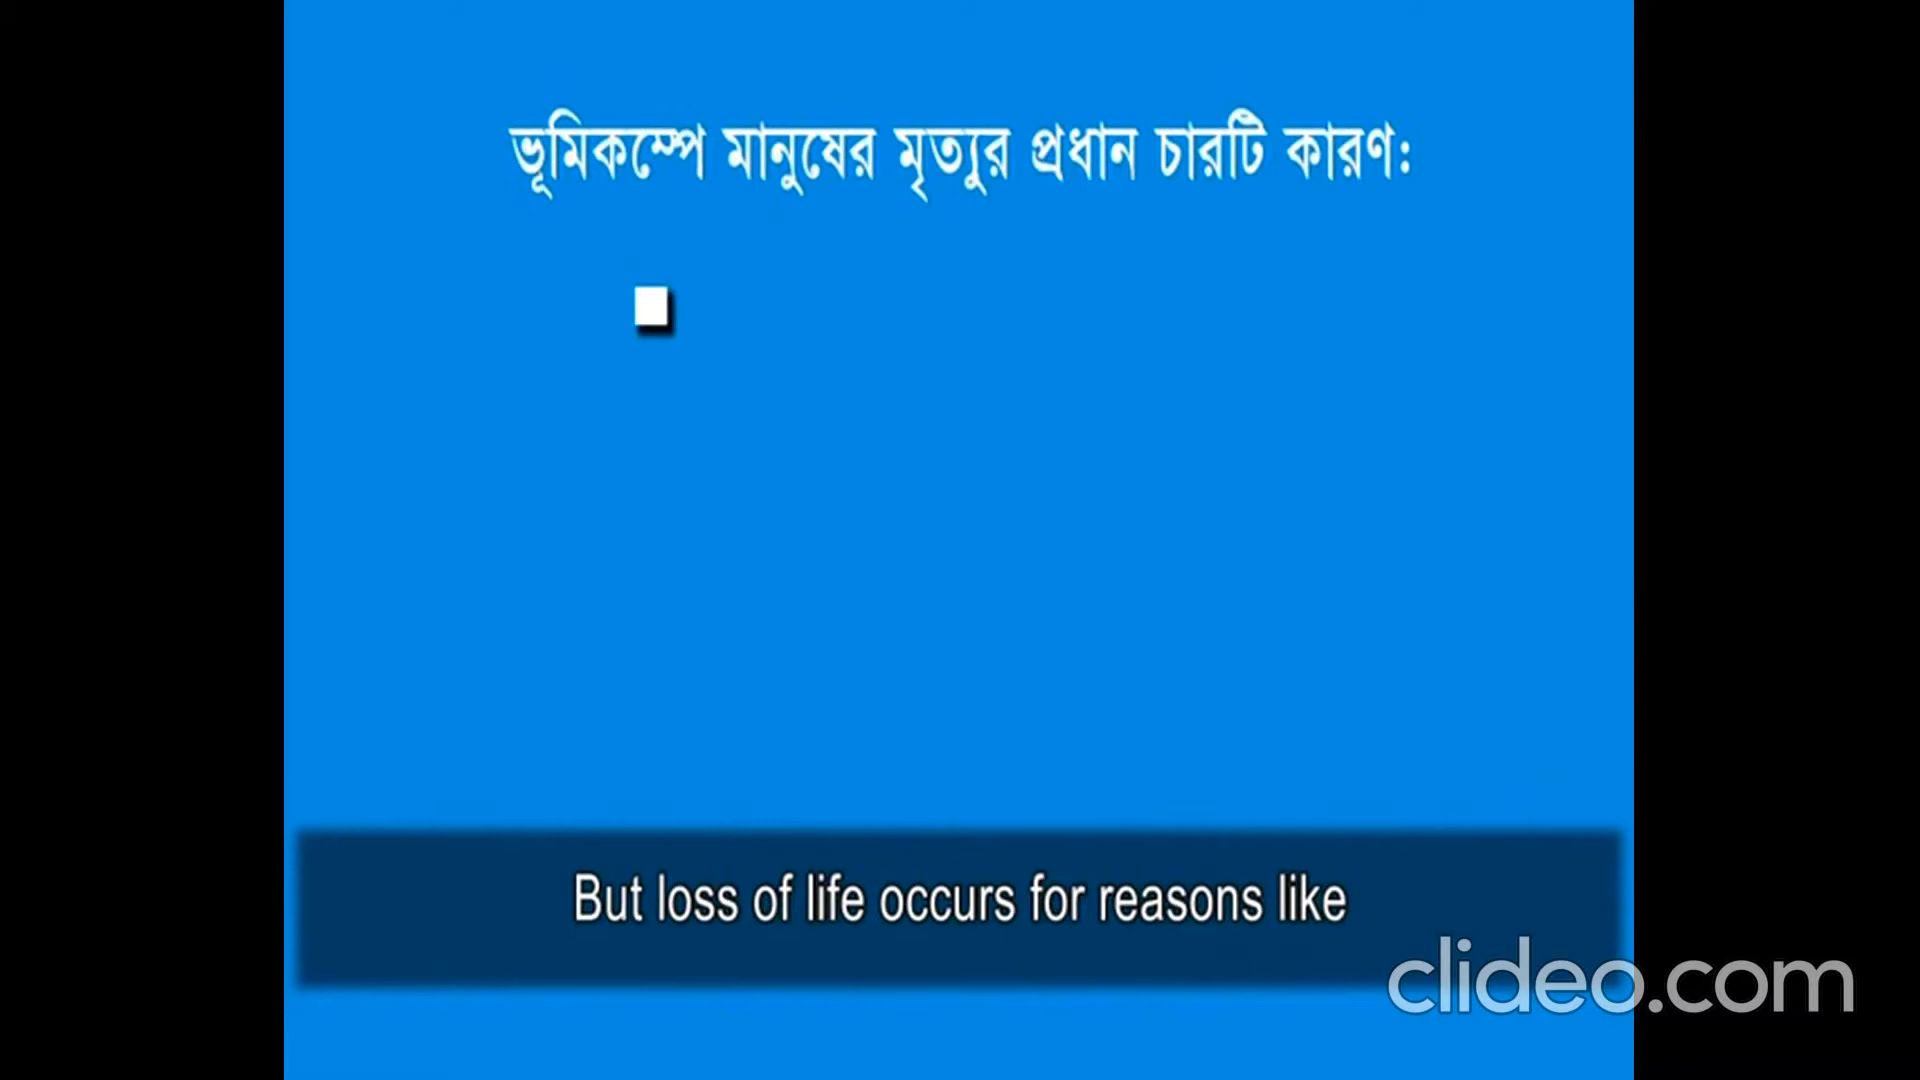 ভূমিকম্পে মানুষের মৃত্যুর প্রধান চারটি কারণ:
But loss of life occurs for reasons like
clideo.com